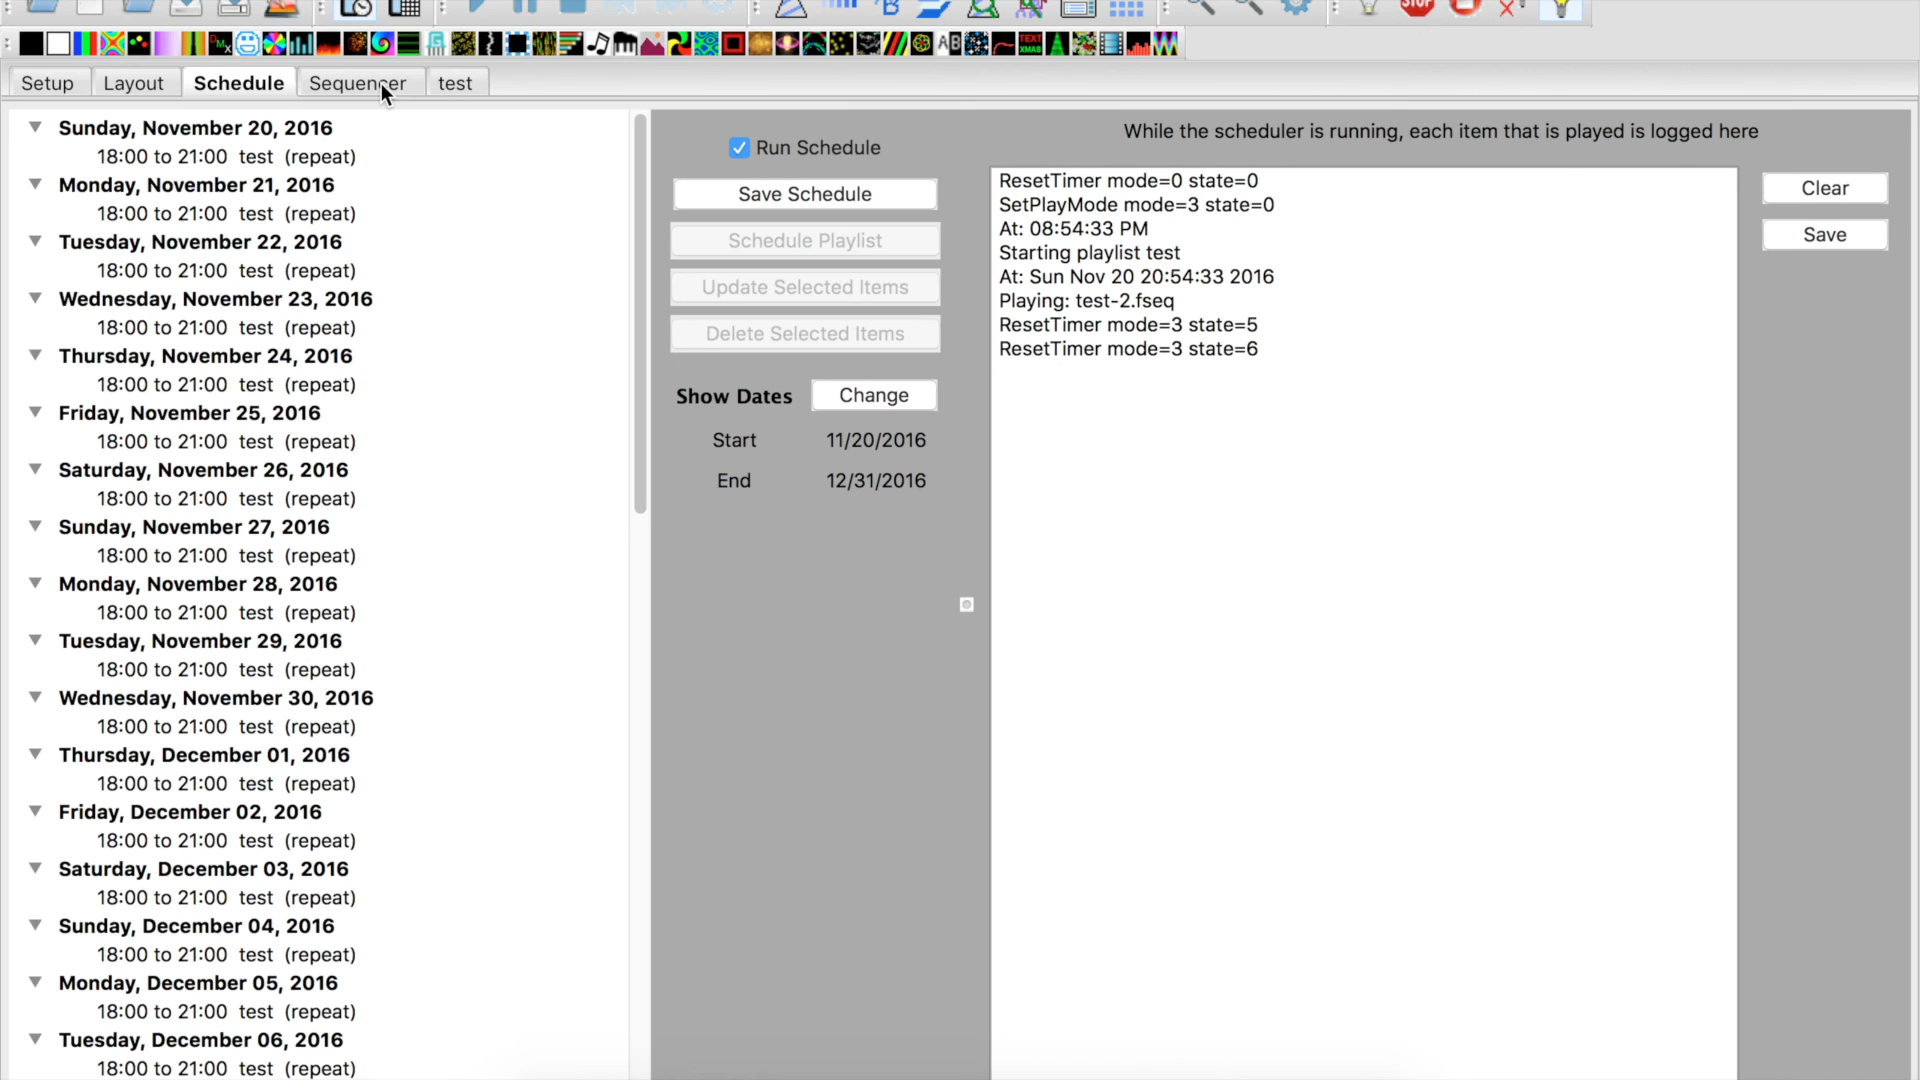 STOP
B
DMX
AB
TEXT XMAS
Setup Layout Schedule Sequencer test
Sunday, November 20, 2016
18:00 to 21:00 test (repeat)
Monday, November 21, 2016
18:00 to 21:00 test (repeat)
Tuesday, November 22, 2016
18:00 to 21:00 test (repeat)
Wednesday, November 23, 2016
18:00 to 21:00 test (repeat)
Thursday, November 24, 2016
18:00 to 21:00 test (repeat)
Friday, November 25, 2016
18:00 to 21:00 test (repeat)
Saturday, November 26, 2016
18:00 to 21:00 test (repeat)
Sunday, November 27, 2016
18:00 to 21:00 test (repeat)
Monday, November 28, 2016
18:00 to 21:00 test (repeat)
Tuesday, November 29, 2016
18:00 to 21:00 test (repeat)
Wednesday, November 30, 2016
18:00 to 21:00 test (repeat)
Thursday, December 01, 2016
18:00 to 21:00 test (repeat)
Friday, December 02, 2016
18:00 to 21:00 test (repeat)
Saturday, December 03, 2016
18:00 to 21:00 test (repeat)
Sunday, December 04, 2016
18:00 to 21:00 test (repeat)
Monday, December 05, 2016
18:00 to 21:00 test (repeat)
Tuesday, December 06, 2016
18:00 to 21:00 test (repeat)
Run Schedule
Save Schedule
Schedule Playlist
Update Selected Items
Delete Selected Items
Show Dates Change
Start 11/20/2016
End 12/31/2016
While the scheduler is running, each item that is played is logged here
ResetTimer mode=0 state=0
SetPlayMode mode=3 state=0
At: 08:54:33 PM
Starting playlist test
At: Sun Nov 20 20:54:33 2016
Playing: test-2.fseq
ResetTimer mode=3 state=5
ResetTimer mode=3 state=6
Clear
Save